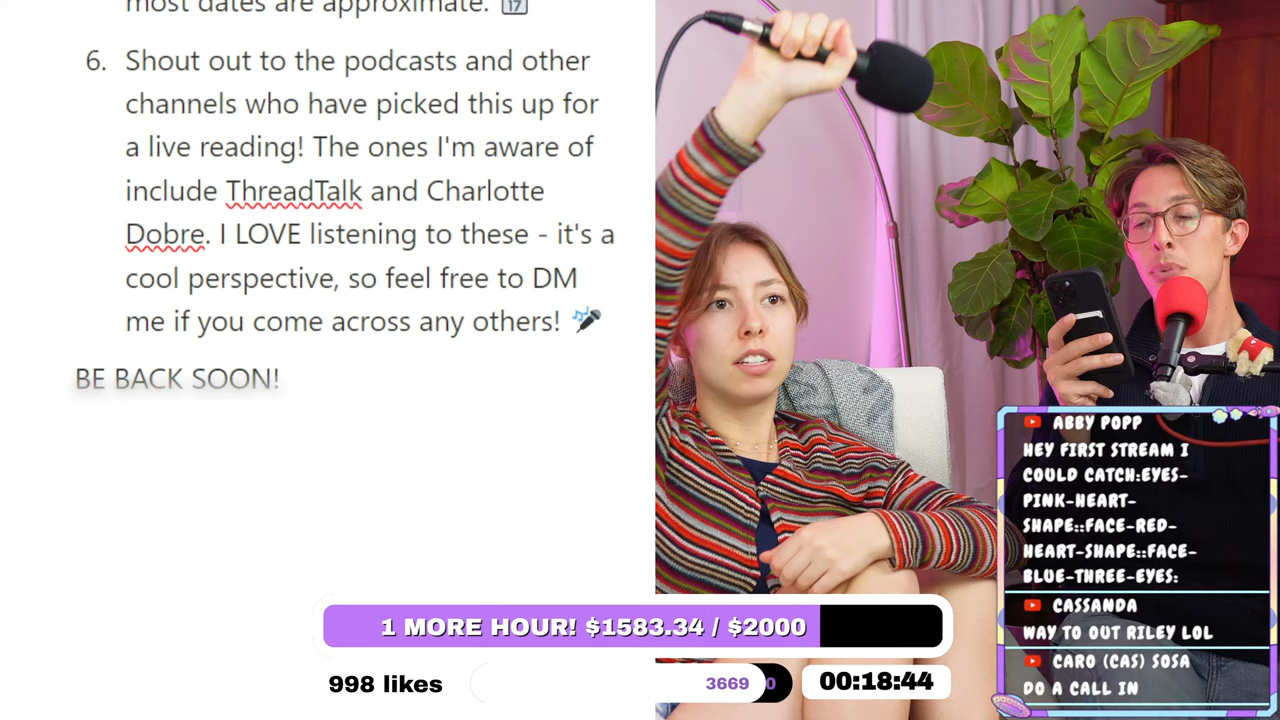 most dates are approximate.
6. Shout out to the podcasts and other
channels who have picked this up for
a live reading! The ones I'm aware of
include ThreadTalk and Charlotte
Dobre. I LOVE listening to these - it's a
cool perspective, so feel free to DM
me if you come across any others!
BE BACK SOON!
ABBY POPP
HEY FIRST STREAM I
COULD CATCH:EYES-
PINK-HEART-
SHAPE::FACE-RED-
HEART-SHAPE::FACE-
BLUE-THREE-EYES:
CASSANDA
WAY TO OUT RILEY LOL
CARO (CAS) SOSA
DO A CALL IN
1 MORE HOUR! $1583.34 / $2000
998 likes
3669
00:18:44